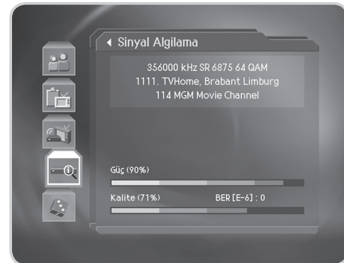 Sinyal Algilama
356000 kHz SR 6875 64 QAM
1111. TVHome, Brabant Limburg
114 MGM Movie Channel
Güç (90%)
Kalite (71%) BER [E-6] : 0